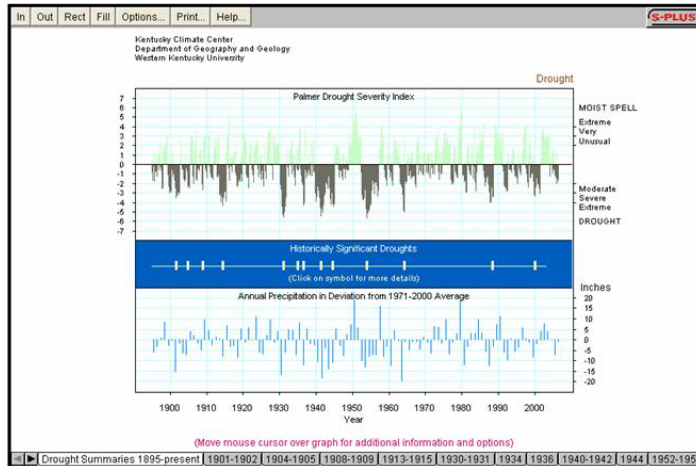 In Out Rect Fill Options... Print... Help...
S-PLUS
Kentucky Climate Center
Department of Geography and Geology
Western Kentucky University
Drought
Palmer Drought Severity Index
7
6
5
4
3
2
1
0
-1
-2
-3
-4
-5
-6
-7
MOIST SPELL
Extreme
Very
Unusual
Moderate
Severe
Extreme
DROUGHT
Historically Significant Droughts
(Click on symbol for more details)
Inches
Annual Precipitation in Deviation from 1971-2000 Average
20
15
10
5
0
-5
-10
-15
-20
1900 1910 1920 1930 1940 1950 1960 1970 1980 1990 2000
Year
(Move mouse cursor over graph for additional information and options)
Drought Summaries 1895-present 1901-1902 1904-1905 1908-1909 1913-1915 1930-1931 1934 1936 1940-1942 1944 1952-195